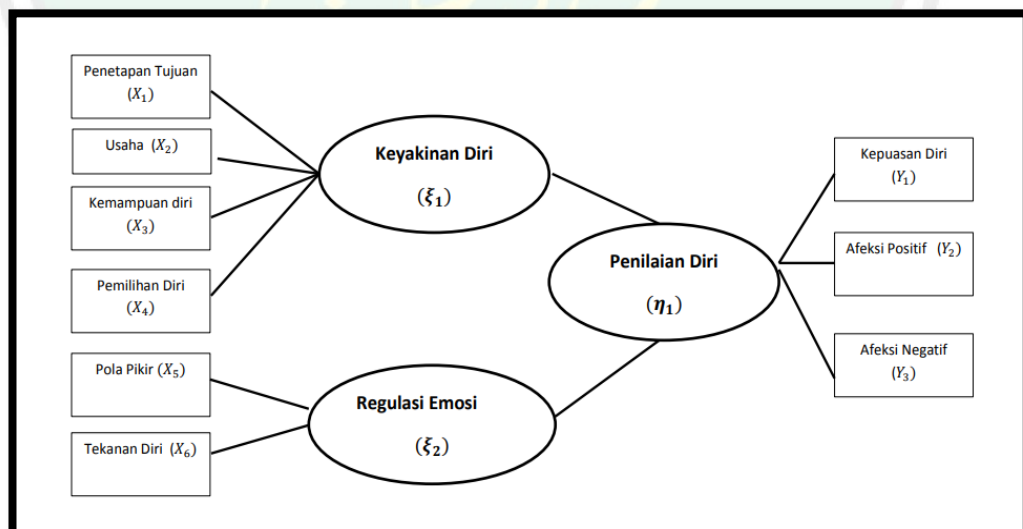 Penetapan Tujuan
(X₁)
Usaha (X₂)
Kemampuan diri
(X₃)
Pemilihan Diri
(X₄)
Pola Pikir (X₅)
Tekanan Diri (X₆)
Keyakinan Diri
(ξ₁)
Regulasi Emosi
(ξ₂)
Penilaian Diri
(η₁)
Kepuasan Diri
(Y₁)
Afeksi Positif (Y₂)
Afeksi Negatif
(Y₃)